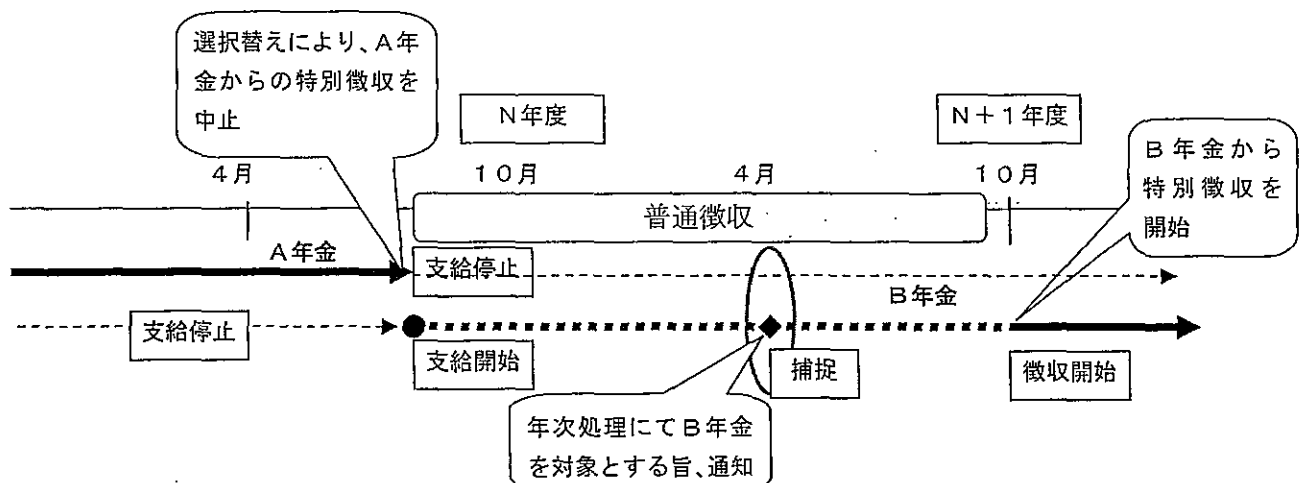 選択替えにより、A年
金からの特別徴収を
中止
N年度
N+1年度
B年金から
特別徴収を
開始
4月
10月
4月
10月
普通徴収
A年金
支給停止
B年金
支給停止
支給開始
捕捉
徴収開始
年次処理にてB年金
を対象とする旨、通知